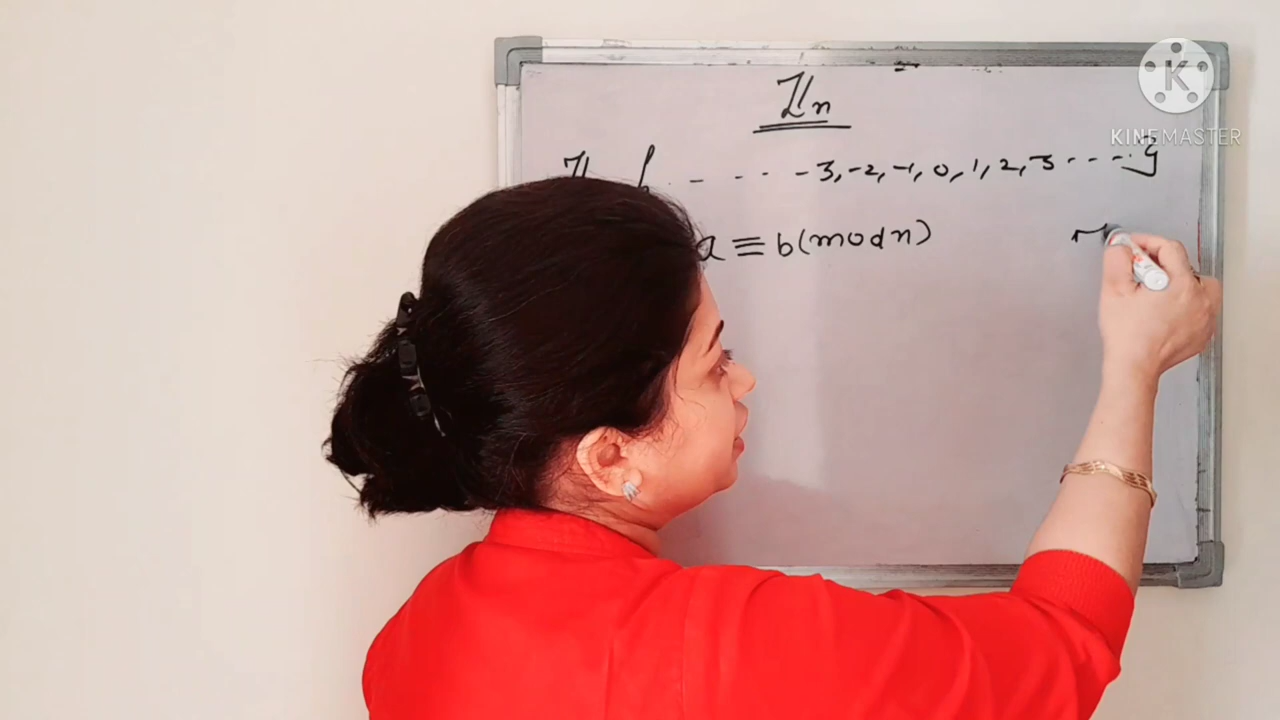 ℤn
ℤ { - - - - -3, -2, -1, 0, 1, 2, 3 - - - - }
a ≡ b (mod n)
n
K
KINEMASTER